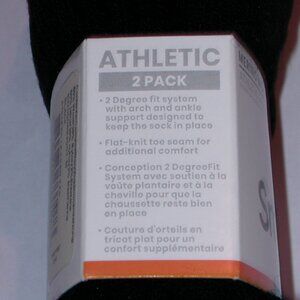 ATHLETIC
2 PACK
• 2 Degree fit system
with arch and ankle
support designed to
keep the sock in place
• Flat-knit toe seam for
additional comfort
• Conception 2 DegreeFit
System avec soutien à la
voûte plantaire et à la
cheville pour que la
chaussette reste bien
en place
• Couture d'orteils en
tricot plat pour un
confort supplémentaire